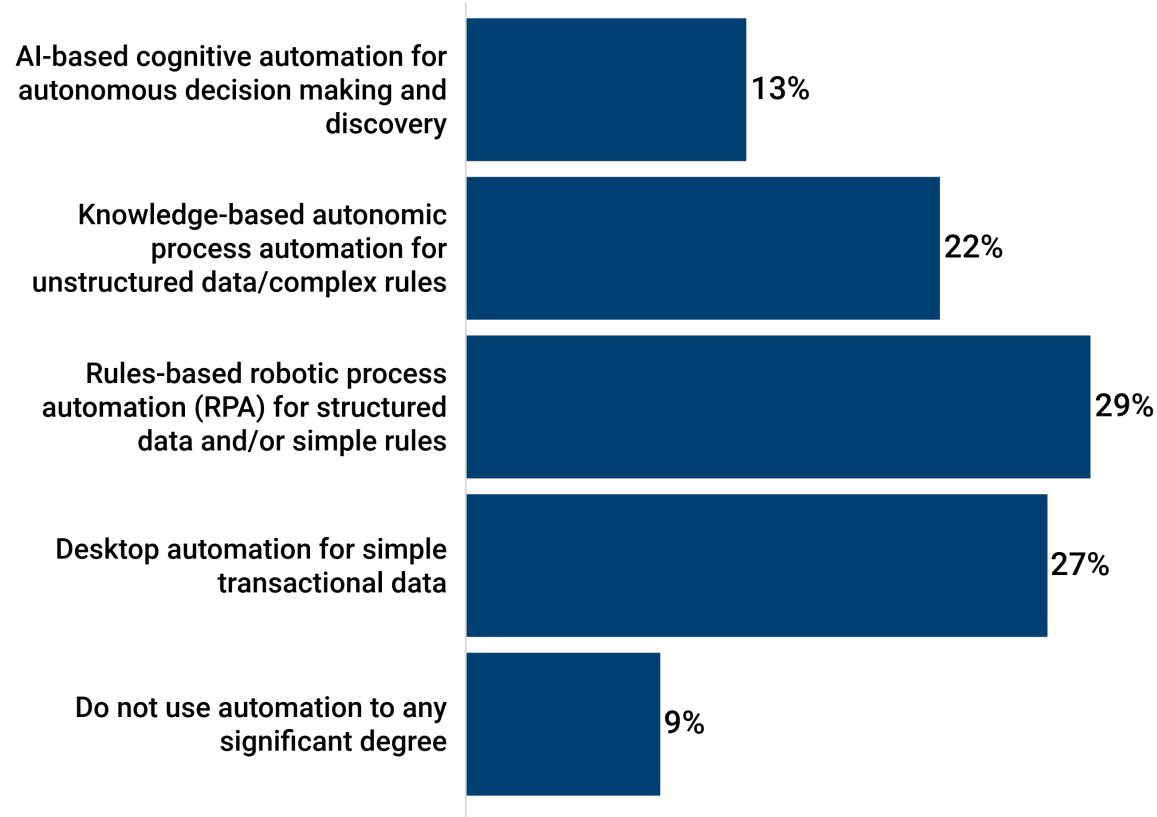 AI-based cognitive automation for
autonomous decision making and
discovery
13%
Knowledge-based autonomic
process automation for
unstructured data/complex rules
22%
Rules-based robotic process
automation (RPA) for structured
data and/or simple rules
29%
Desktop automation for simple
transactional data
27%
Do not use automation to any
significant degree
9%